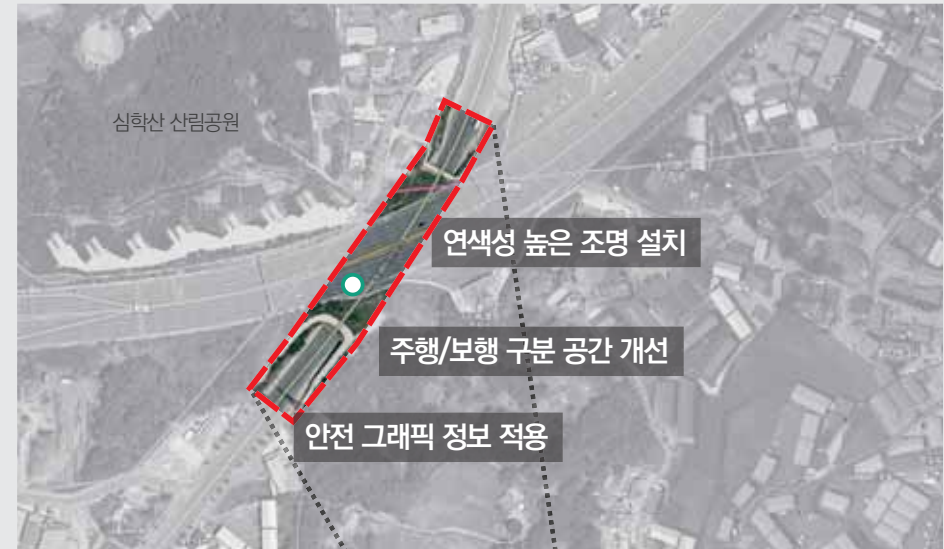 심학산 산림공원
연색성 높은 조명 설치
주행/보행 구분 공간 개선
안전 그래픽 정보 적용